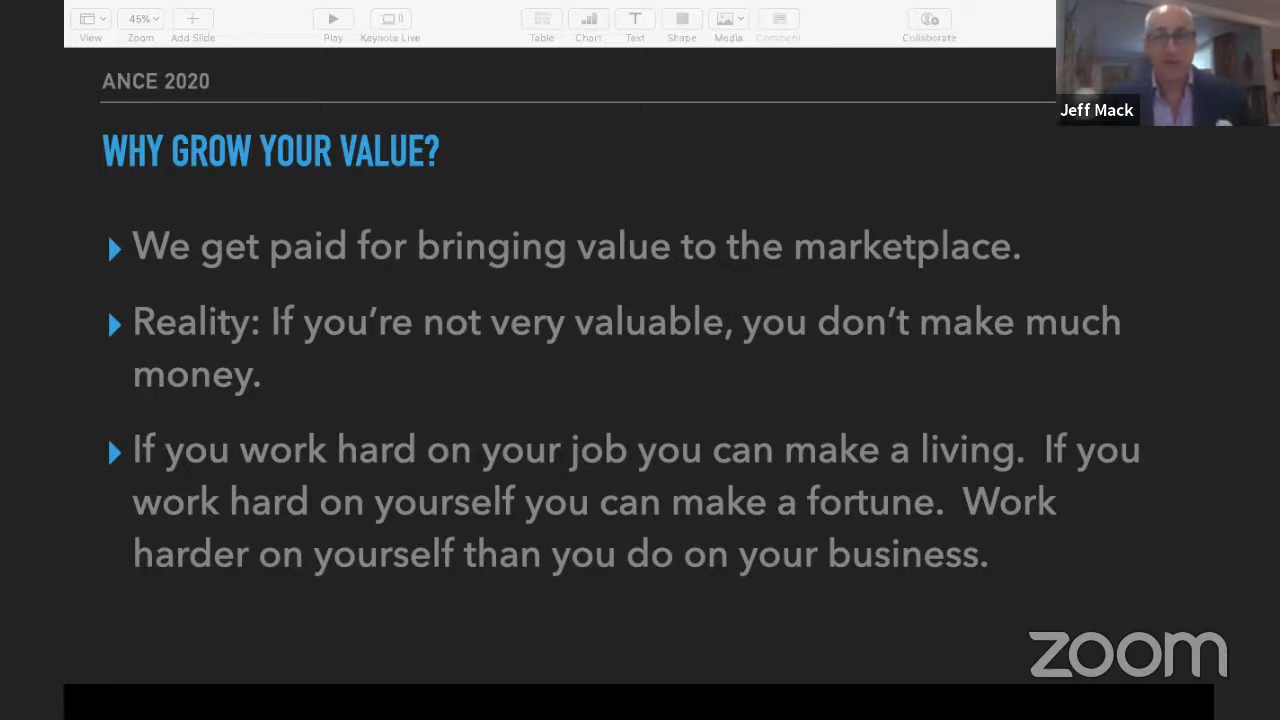 45%
View
Zoom
Add Slide
Play
Keynote Live
Table
Chart
Text
Shape
Media
Comment
Collaborate
Jeff Mack
ANCE 2020
WHY GROW YOUR VALUE?
We get paid for bringing value to the marketplace.
Reality: If you’re not very valuable, you don’t make much
money.
If you work hard on your job you can make a living.  If you
work hard on yourself you can make a fortune.  Work
harder on yourself than you do on your business.
zoom